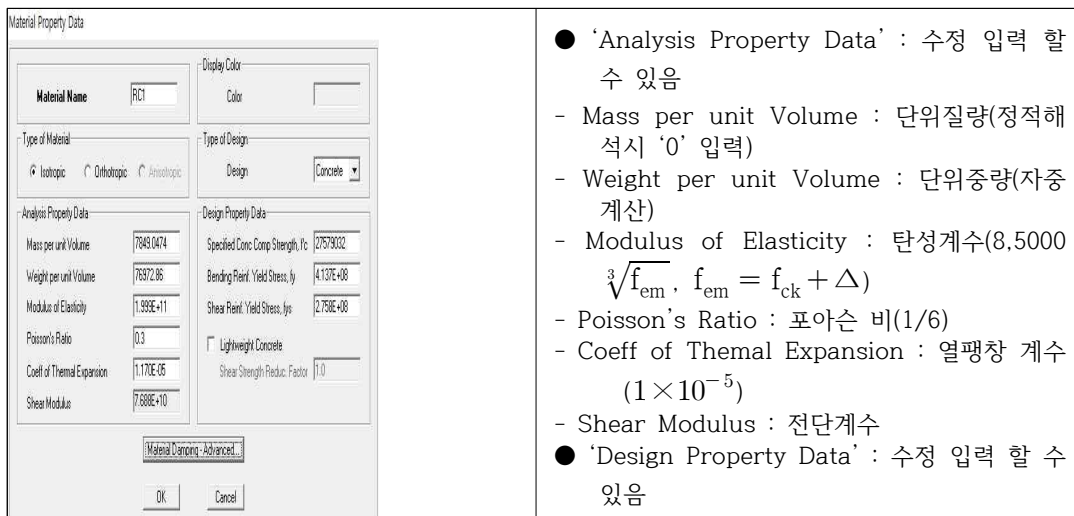 Material Property Data
Display Color
Material Name RC1
Color
Type of Material
Type of Design
Isotropic Orthotropic Anisotropic
Design Concrete
Analysis Property Data
Design Property Data
Mass per unit Volume 7849.0474
Specified Conc Comp Strength, f'c 27579032
Weight per unit Volume 76972.86
Bending Reinf. Yield Stress, fy 4.137E+08
Modulus of Elasticity 1.999E+11
Shear Reinf. Yield Stress, fys 2.758E+08
Poisson's Ratio 0.3
Lightweight Concrete
Coeff of Thermal Expansion 1.170E-05
Shear Strength Reduc. Factor 1.0
Shear Modulus 7.688E+10
Material Damping - Advanced...
OK Cancel
● ‘Analysis Property Data’ : 수정 입력 할
수 있음
- Mass per unit Volume : 단위질량(정적해
석시 ‘0’ 입력)
- Weight per unit Volume : 단위중량(자중
계산)
- Modulus of Elasticity : 탄성계수(8,5000
∛f_em, f_em = f_ck + Δ)
- Poisson's Ratio : 포아슨 비(1/6)
- Coeff of Themal Expansion : 열팽창 계수
(1×10⁻⁵)
- Shear Modulus : 전단계수
● ‘Design Property Data’ : 수정 입력 할 수
있음